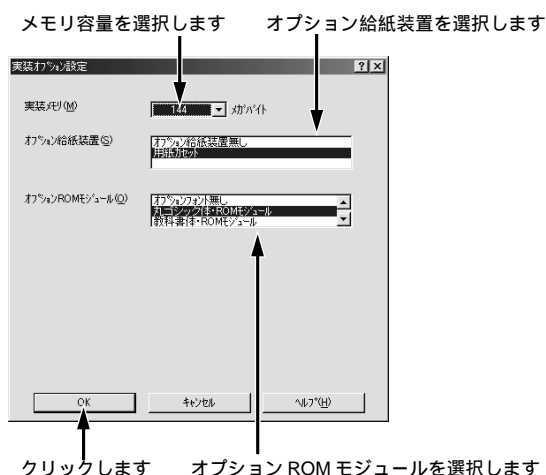 メモリ容量を選択します
オプション給紙装置を選択します
実装ｵﾌﾟｼｮﾝ設定
実装ﾒﾓﾘ(M)
144
ﾒｶﾞﾊﾞｲﾄ
ｵﾌﾟｼｮﾝ給紙装置(S)
ｵﾌﾟｼｮﾝ給紙装置無し
用紙ｶｾｯﾄ
ｵﾌﾟｼｮﾝROMﾓｼﾞｭｰﾙ(O)
ｵﾌﾟｼｮﾝﾌｫﾝﾄ無し
丸ゴシック体・ROMﾓｼﾞｭｰﾙ
教科書体・ROMﾓｼﾞｭｰﾙ
OK
ｷｬﾝｾﾙ
ﾍﾙﾌﾟ(H)
クリックします
オプション ROM モジュールを選択します